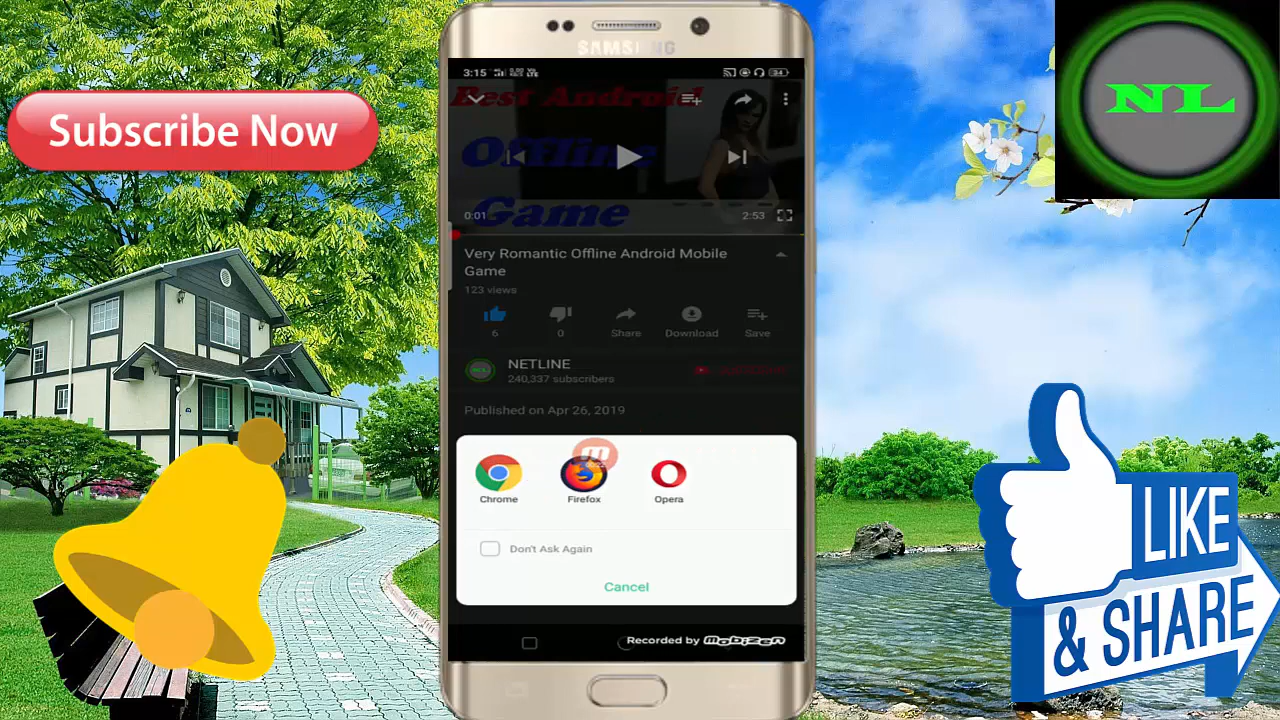 SAMSUNG
Subscribe Now
NL
3:15
34
Best Android
Offline
Game
0:01
2:53
Very Romantic Offline Android Mobile
Game
123 views
6
0
Share
Download
Save
NETLINE
240,337 subscribers
Published on Apr 26, 2019
Chrome
Firefox
Opera
Don't Ask Again
Cancel
Recorded by mobizen
LIKE
& SHARE